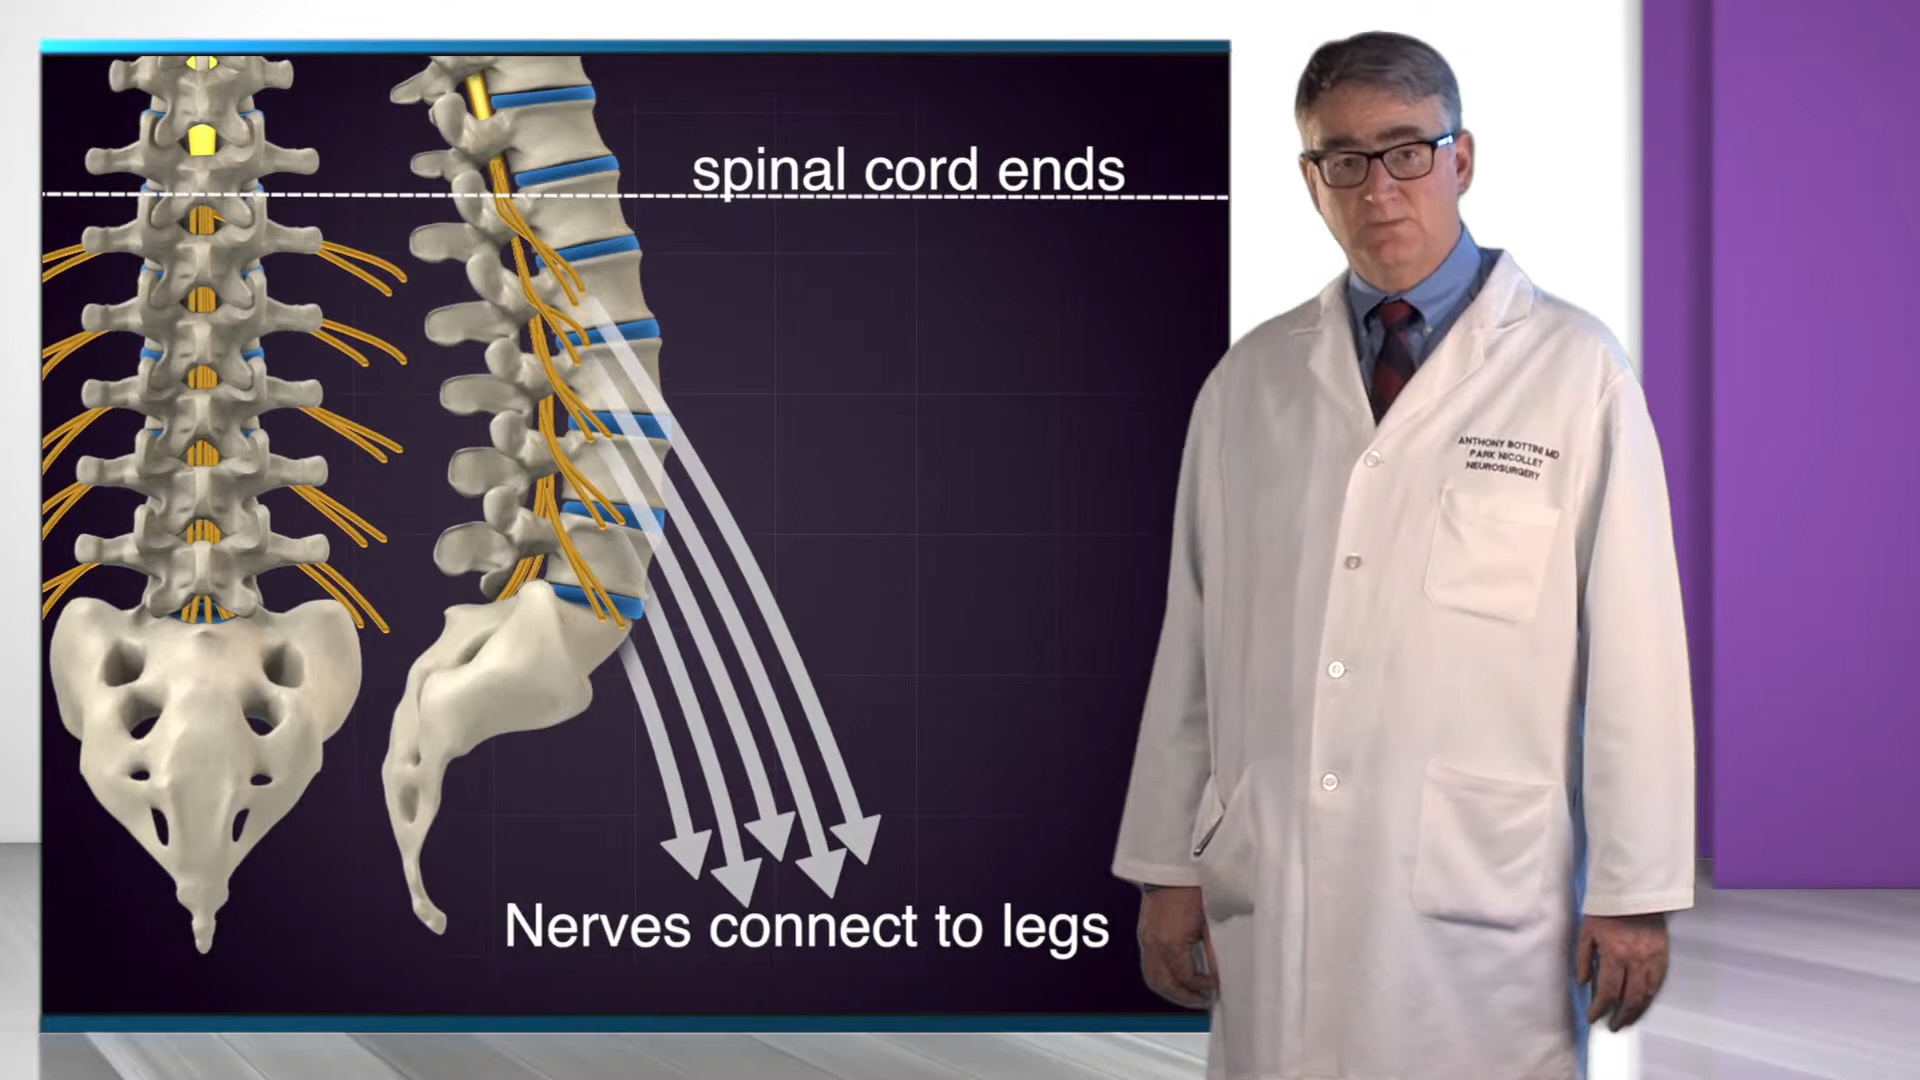 spinal cord ends
Nerves connect to legs
ANTHONY BOTTINI MD
PARK NICOLLET
NEUROSURGERY